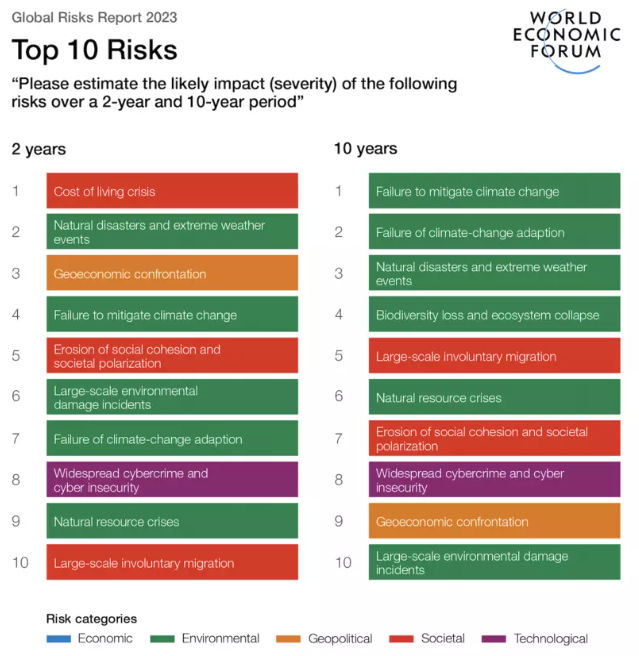 Global Risks Report 2023
WORLD
ECONOMIC
FORUM
Top 10 Risks
“Please estimate the likely impact (severity) of the following
risks over a 2-year and 10-year period”
2 years
1 Cost of living crisis
2 Natural disasters and extreme weather
events
3 Geoeconomic confrontation
4 Failure to mitigate climate change
5 Erosion of social cohesion and
societal polarization
6 Large-scale environmental
damage incidents
7 Failure of climate-change adaption
8 Widespread cybercrime and
cyber insecurity
9 Natural resource crises
10 Large-scale involuntary migration
10 years
1 Failure to mitigate climate change
2 Failure of climate-change adaption
3 Natural disasters and extreme weather
events
4 Biodiversity loss and ecosystem collapse
5 Large-scale involuntary migration
6 Natural resource crises
7 Erosion of social cohesion and societal
polarization
8 Widespread cybercrime and cyber
insecurity
9 Geoeconomic confrontation
10 Large-scale environmental damage
incidents
Risk categories
Economic Environmental Geopolitical Societal Technological